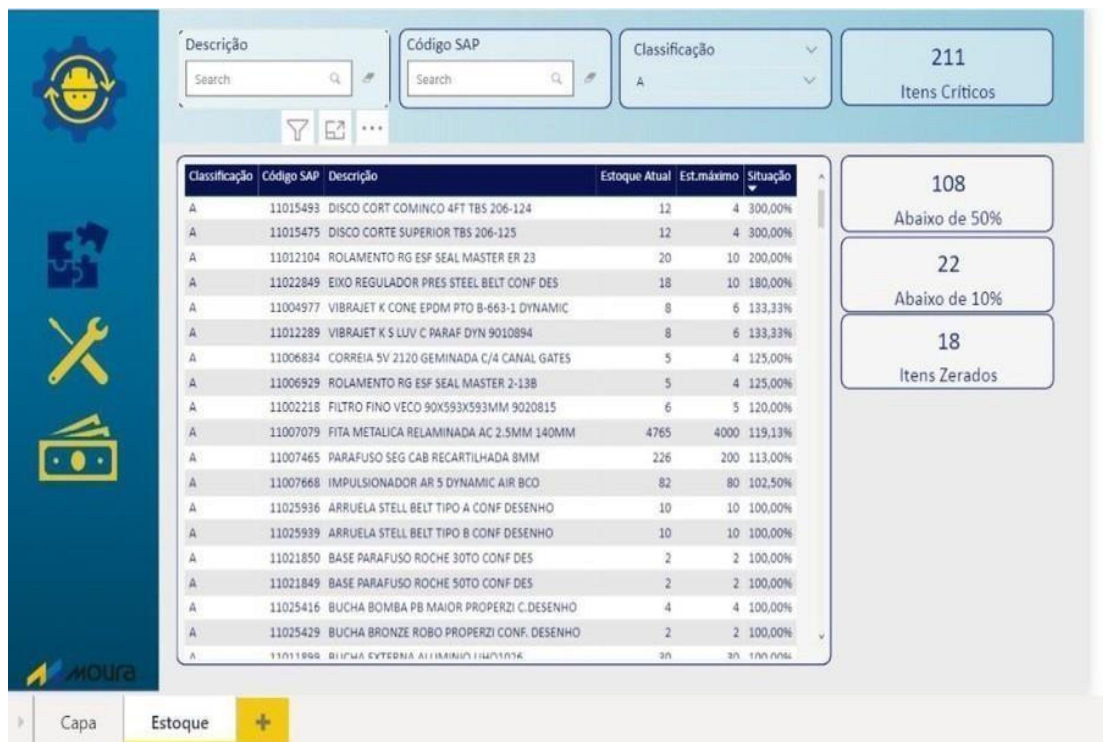 Descrição
Search
Código SAP
Search
Classificação
A
211
Itens Críticos
Classificação Código SAP Descrição Estoque Atual Est.máximo Situação
A 11015493 DISCO CORT COMINCO 4FT TBS 206-124 12 4 300,00%
A 11015475 DISCO CORTE SUPERIOR TBS 206-125 12 4 300,00%
A 11012104 ROLAMENTO RG ESF SEAL MASTER ER 23 20 10 200,00%
A 11022849 EIXO REGULADOR PRES STEEL BELT CONF DES 18 10 180,00%
A 11004977 VIBRAJET K CONE EPDM PTO B-663-1 DYNAMIC 8 6 133,33%
A 11012289 VIBRAJET K S LUV C PARAF DYN 9010894 8 6 133,33%
A 11006834 CORREIA 5V 2120 GEMINADA C/4 CANAL GATES 5 4 125,00%
A 11006929 ROLAMENTO RG ESF SEAL MASTER 2-13B 5 4 125,00%
A 11002218 FILTRO FINO VECO 90X593X593MM 9020815 6 5 120,00%
A 11007079 FITA METALICA RELAMINADA AC 2.5MM 140MM 4765 4000 119,13%
A 11007465 PARAFUSO SEG CAB RECARTILHADA 8MM 226 200 113,00%
A 11007668 IMPULSIONADOR AR 5 DYNAMIC AIR BCO 82 80 102,50%
A 11025936 ARRUELA STELL BELT TIPO A CONF DESENHO 10 10 100,00%
A 11025939 ARRUELA STELL BELT TIPO B CONF DESENHO 10 10 100,00%
A 11021850 BASE PARAFUSO ROCHE 30TO CONF DES 2 2 100,00%
A 11021849 BASE PARAFUSO ROCHE 50TO CONF DES 2 2 100,00%
A 11025416 BUCHA BOMBA PB MAIOR PROPERZI C.DESENHO 4 4 100,00%
A 11025429 BUCHA BRONZE ROBO PROPERZI CONF. DESENHO 2 2 100,00%
A 11011899 BUCHA EXTERNA ALUMINIO UHO1026 30 30 100,00%
108
Abaixo de 50%
22
Abaixo de 10%
18
Itens Zerados
moura
Capa
Estoque